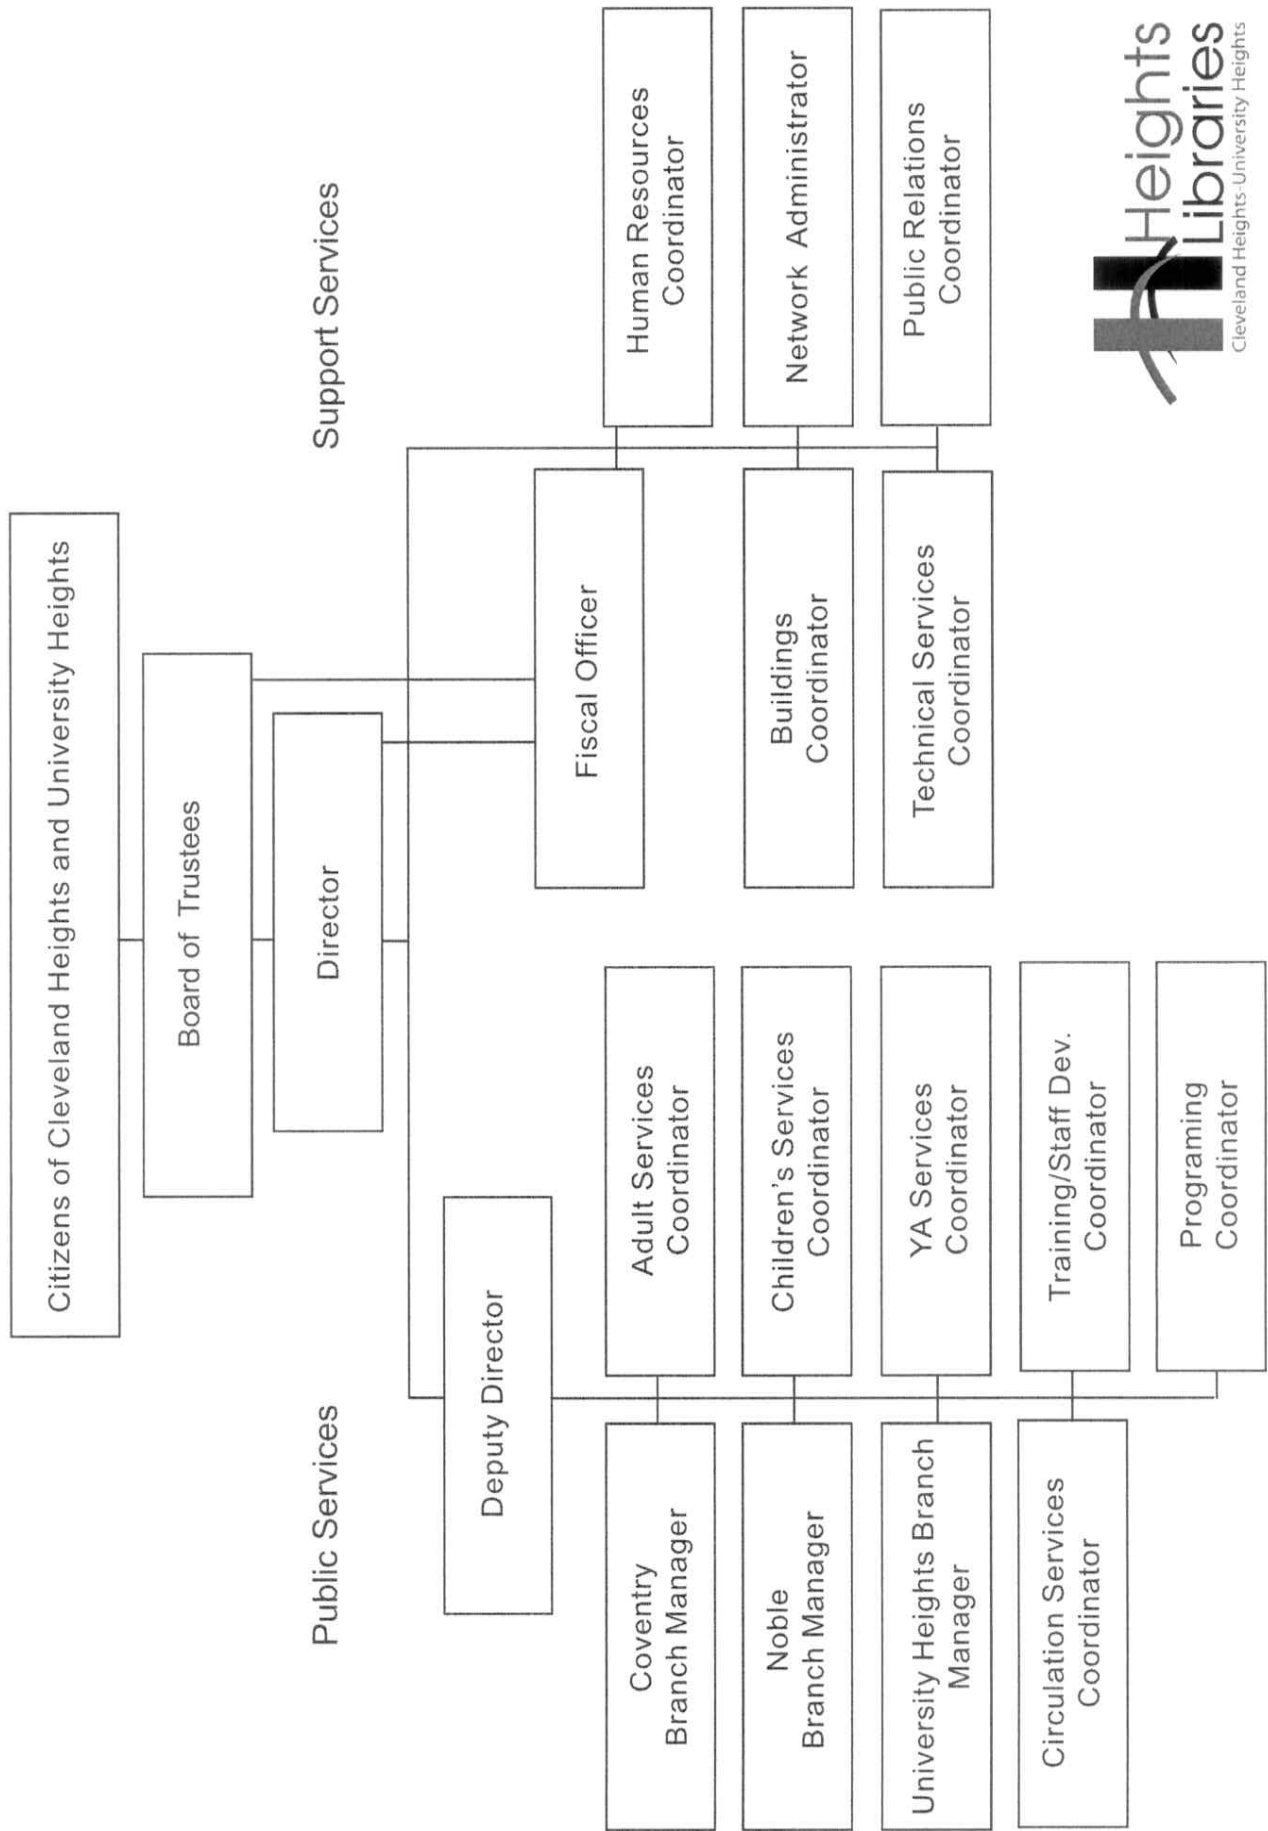 Citizens of Cleveland Heights and University Heights
Board of Trustees
Director
Public Services
Support Services
Deputy Director
Fiscal Officer
Human Resources
Coordinator
Coventry
Branch Manager
Adult Services
Coordinator
Buildings
Coordinator
Network Administrator
Noble
Branch Manager
Children's Services
Coordinator
Technical Services
Coordinator
Public Relations
Coordinator
University Heights Branch
Manager
YA Services
Coordinator
Circulation Services
Coordinator
Training/Staff Dev.
Coordinator
Programing
Coordinator
Heights
Libraries
Cleveland Heights-University Heights